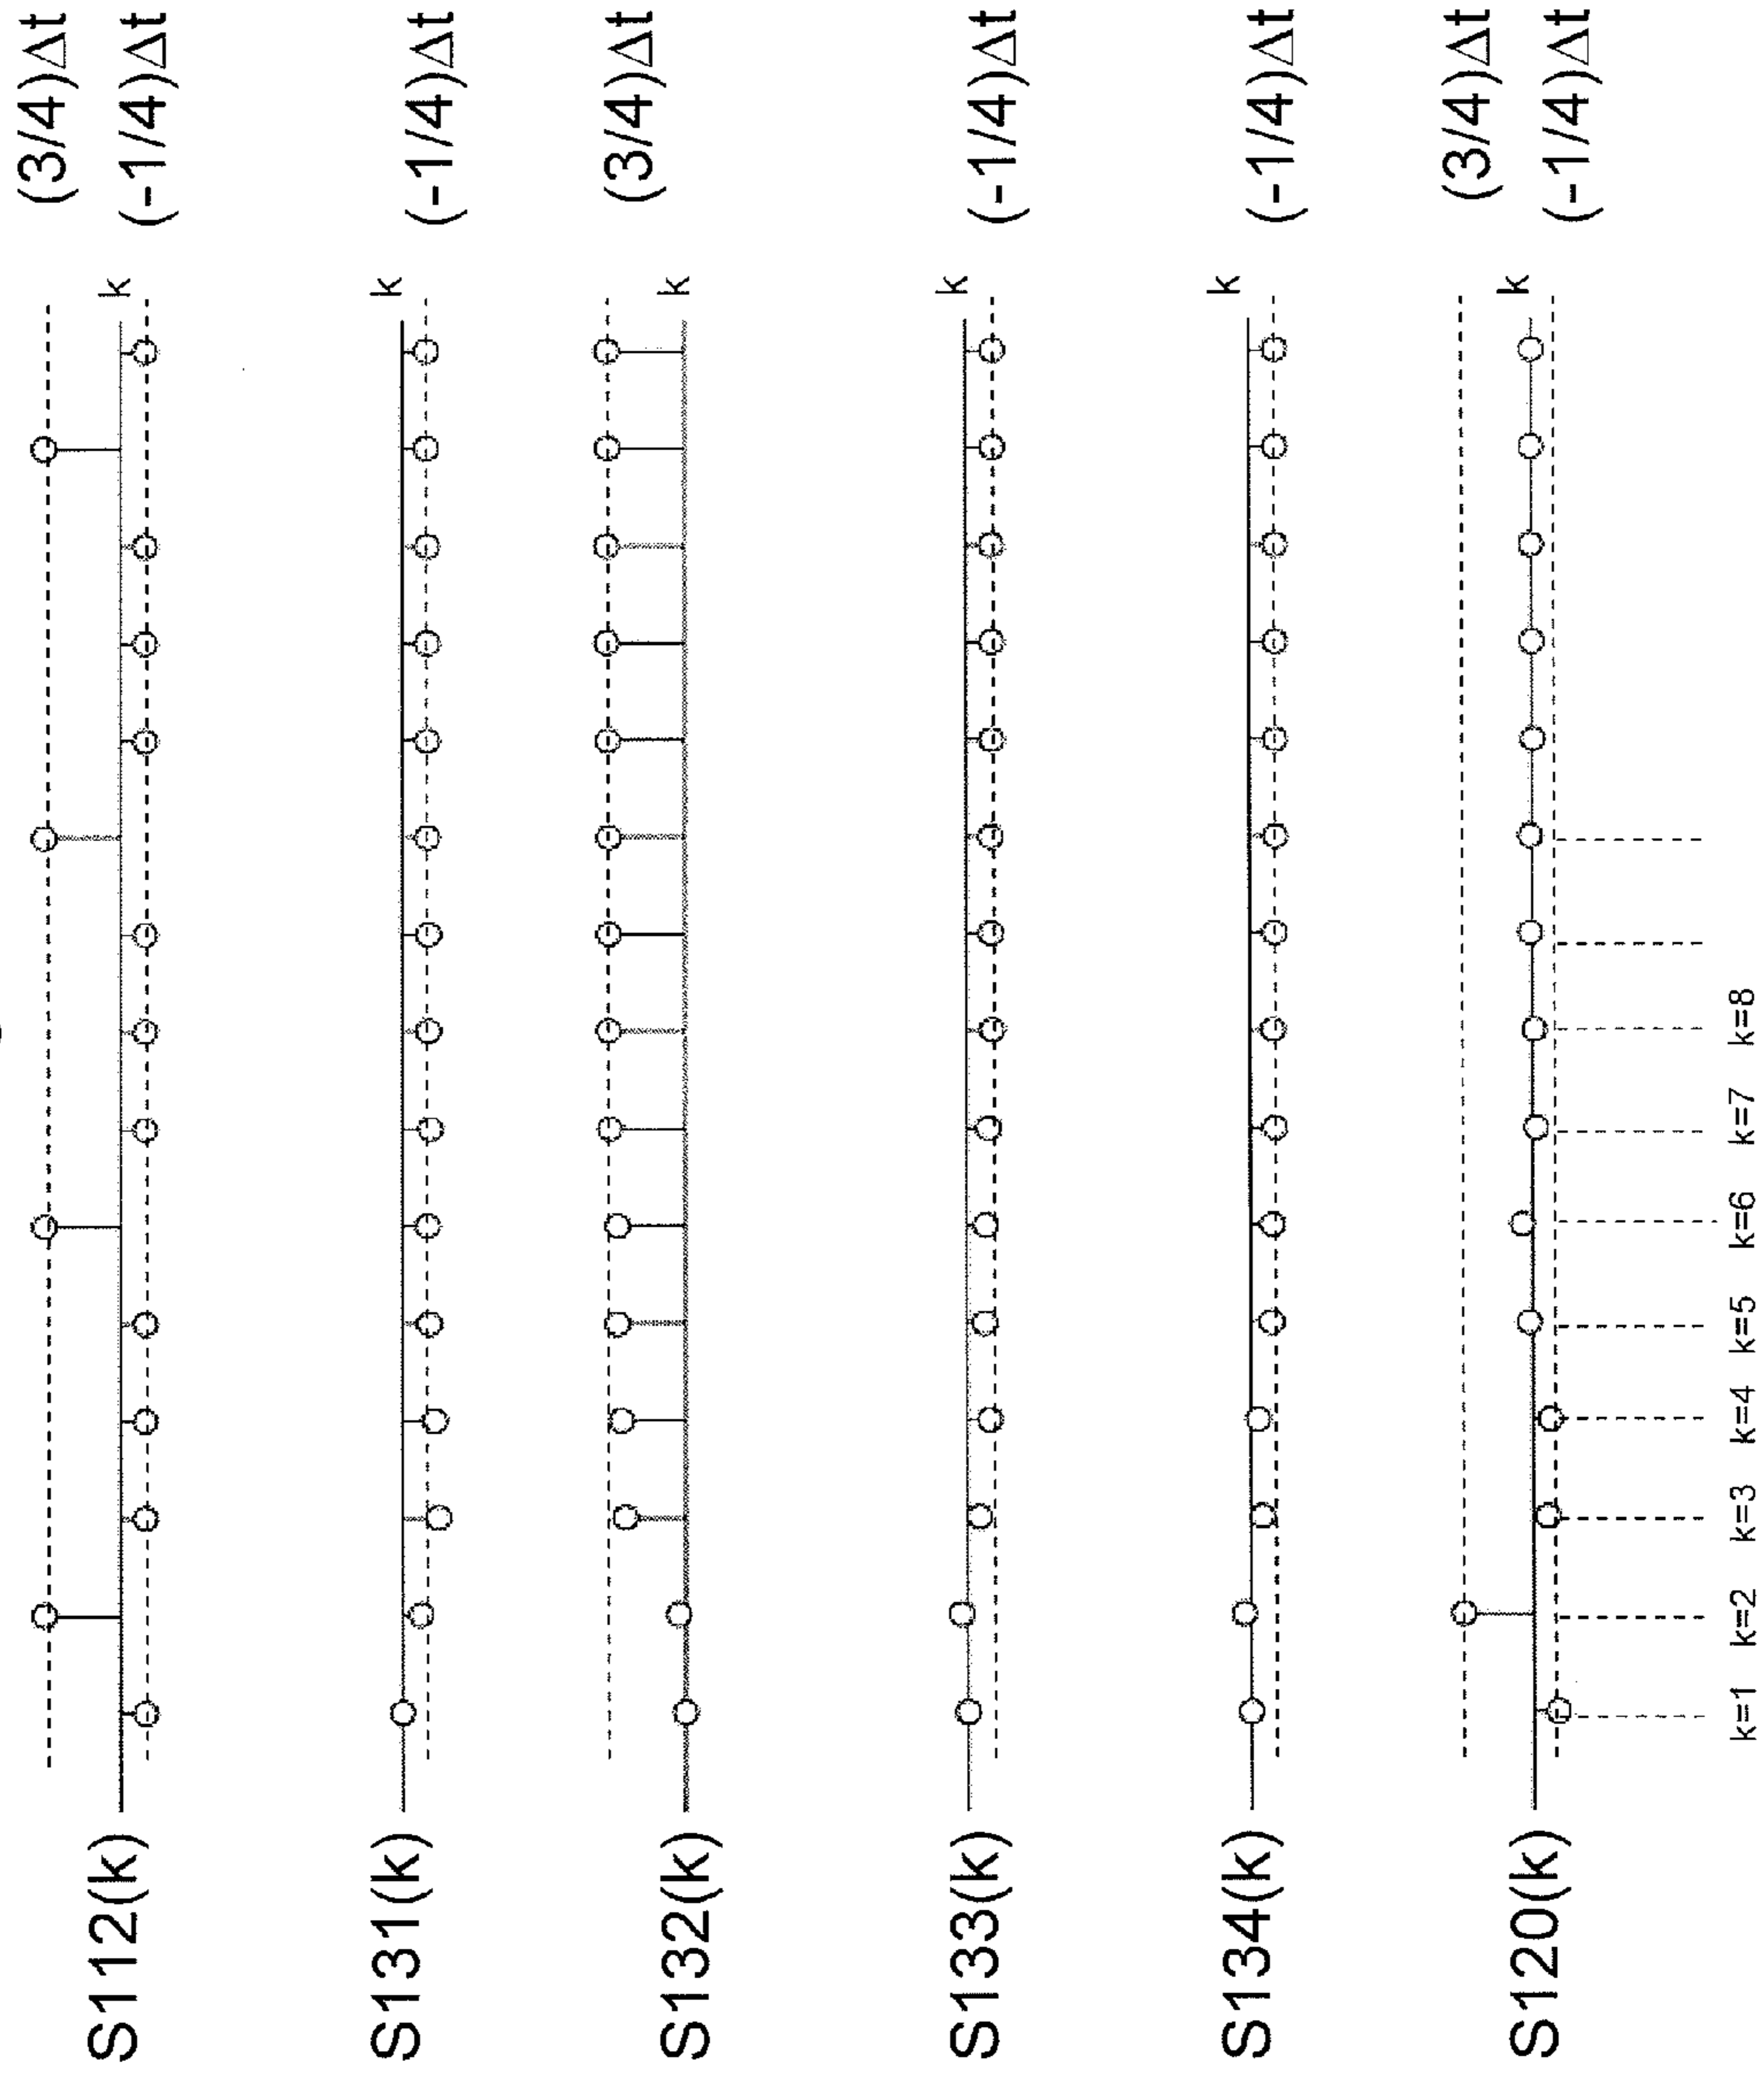 (3/4)Δt
(-1/4)Δt
k
S112(k)
(-1/4)Δt
k
S131(k)
(3/4)Δt
k
S132(k)
(-1/4)Δt
k
S133(k)
(-1/4)Δt
k
S134(k)
(3/4)Δt
(-1/4)Δt
k
S120(k)
k=1 k=2 k=3 k=4 k=5 k=6 k=7 k=8